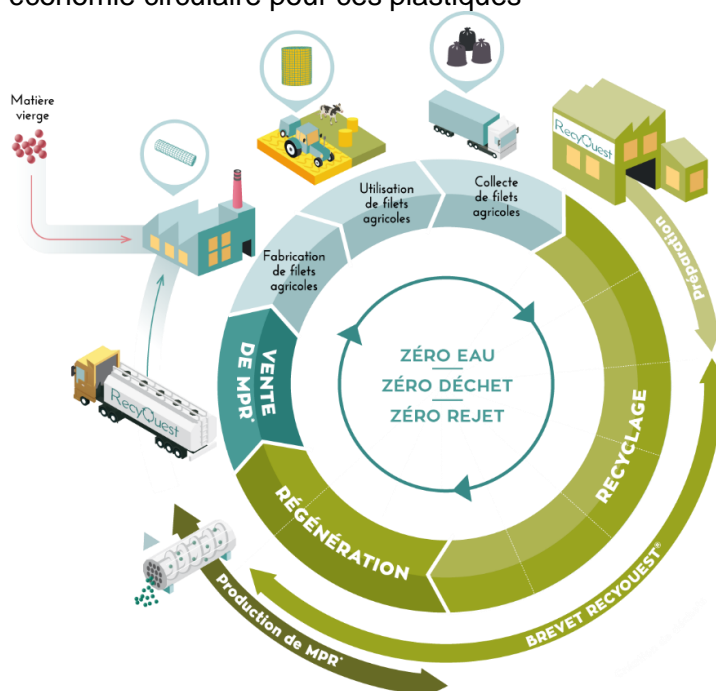 économie circulaire pour ces plastiques
Matière
vierge
RecyOuest
Utilisation
de filets
agricoles
Collecte
de filets
agricoles
Fabrication
de filets
agricoles
Préparation
VENTE
DE MPR*
ZÉRO EAU
ZÉRO DÉCHET
ZÉRO REJET
RecyOuest
RECYCLAGE
RÉGÉNÉRATION
BREVET RECYOUEST®
Production de MPR*